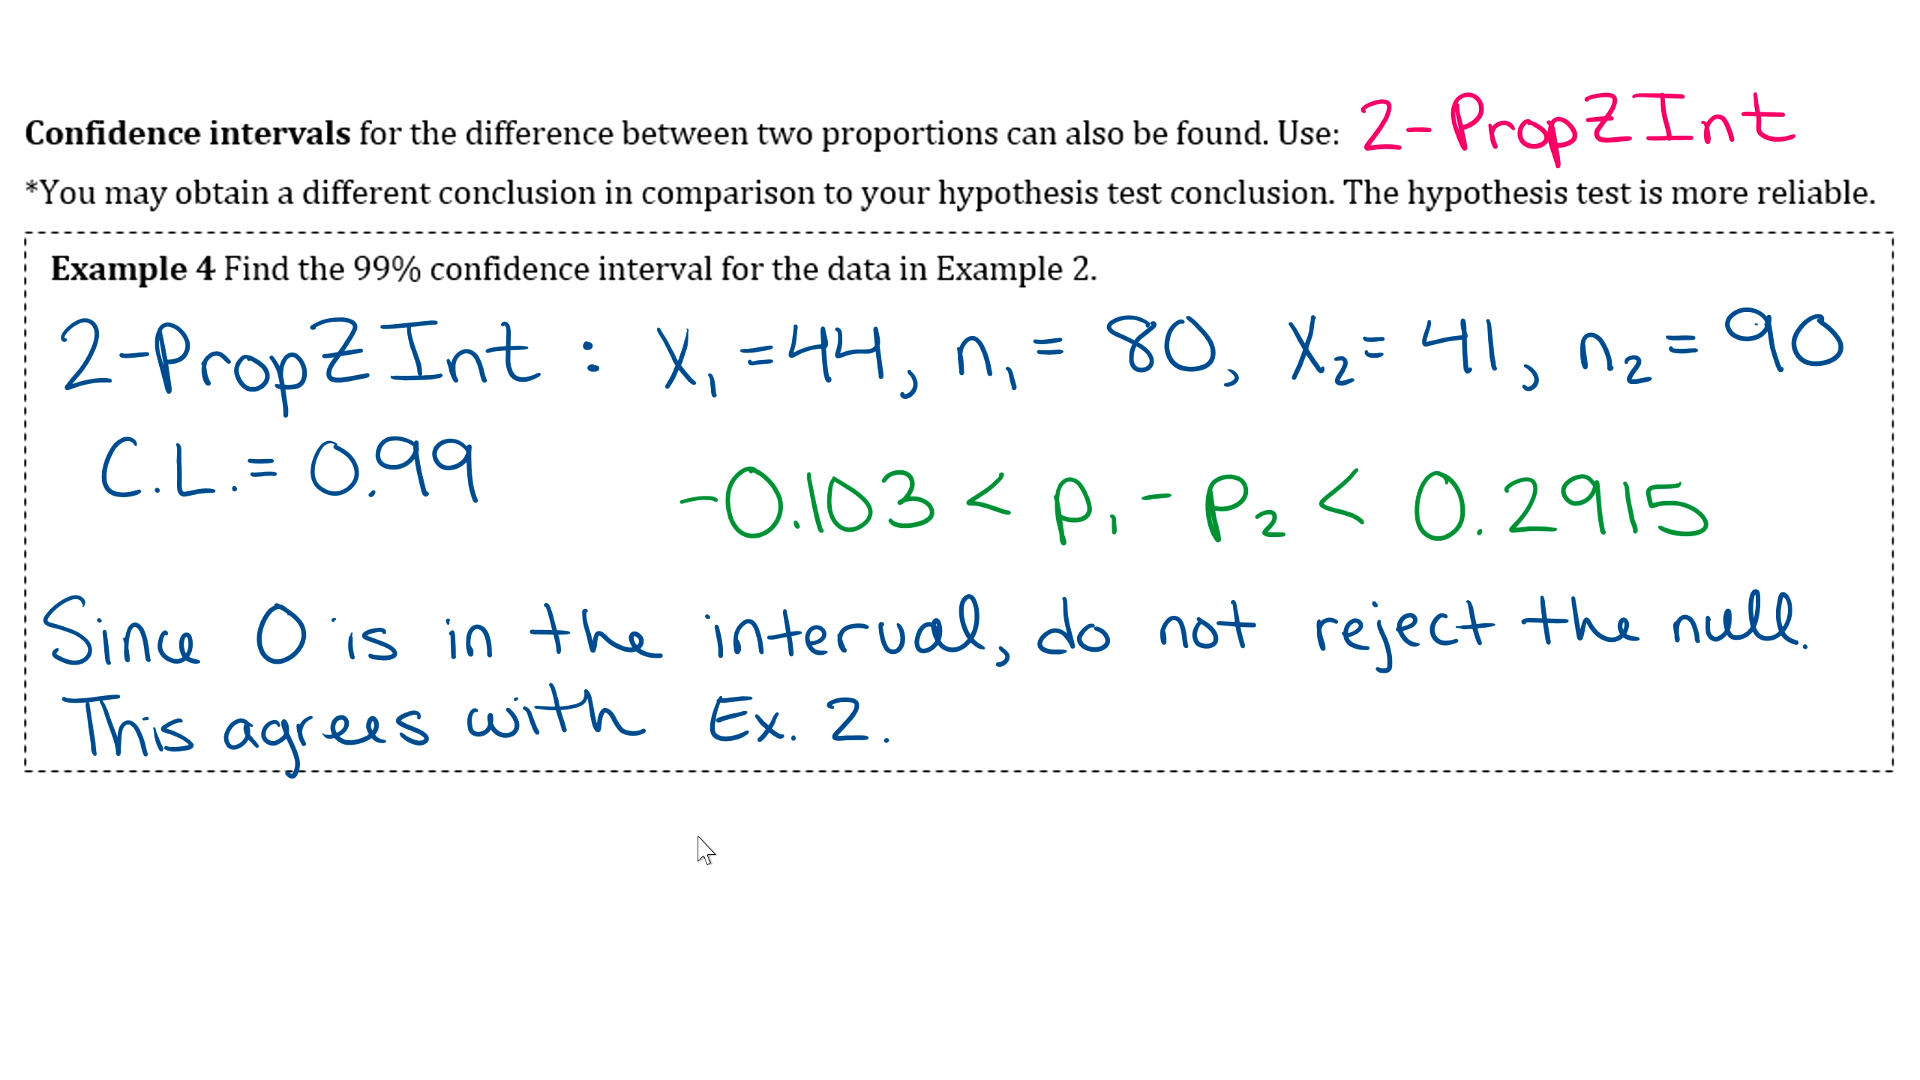 Confidence intervals for the difference between two proportions can also be found. Use: 2-PropZInt
*You may obtain a different conclusion in comparison to your hypothesis test conclusion. The hypothesis test is more reliable.
Example 4 Find the 99% confidence interval for the data in Example 2.
2-PropZInt : x₁ = 44, n₁ = 80, x₂ = 41, n₂ = 90
C.L. = 0.99
-0.103 < p₁ - p₂ < 0.2915
Since 0 is in the interval, do not reject the null.
This agrees with Ex. 2.